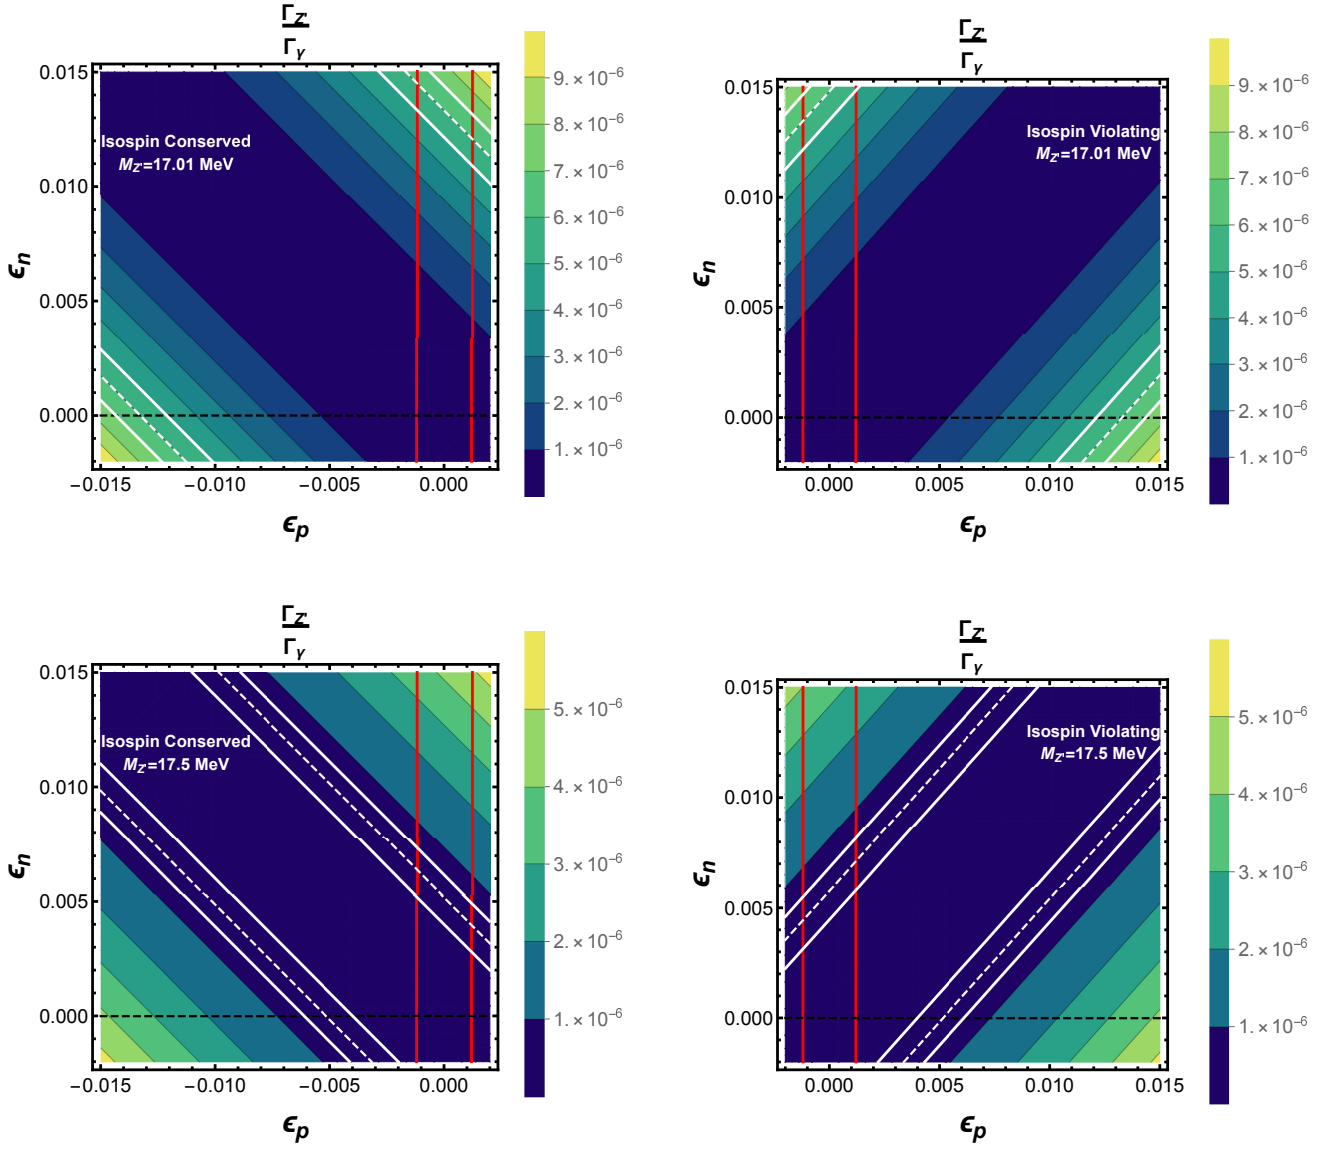 Γ_Z'
Γ_γ
0.015
0.010
0.005
0.000
ϵ_n
Isospin Conserved
M_Z'=17.01 MeV
−0.015
−0.010
−0.005
0.000
ϵ_p
9. × 10⁻⁶
8. × 10⁻⁶
7. × 10⁻⁶
6. × 10⁻⁶
5. × 10⁻⁶
4. × 10⁻⁶
3. × 10⁻⁶
2. × 10⁻⁶
1. × 10⁻⁶
Γ_Z'
Γ_γ
0.015
0.010
0.005
0.000
ϵ_n
Isospin Violating
M_Z'=17.01 MeV
0.000
0.005
0.010
0.015
ϵ_p
9. × 10⁻⁶
8. × 10⁻⁶
7. × 10⁻⁶
6. × 10⁻⁶
5. × 10⁻⁶
4. × 10⁻⁶
3. × 10⁻⁶
2. × 10⁻⁶
1. × 10⁻⁶
Γ_Z'
Γ_γ
0.015
0.010
0.005
0.000
ϵ_n
Isospin Conserved
M_Z'=17.5 MeV
−0.015
−0.010
−0.005
0.000
ϵ_p
5. × 10⁻⁶
4. × 10⁻⁶
3. × 10⁻⁶
2. × 10⁻⁶
1. × 10⁻⁶
Γ_Z'
Γ_γ
0.015
0.010
0.005
0.000
ϵ_n
Isospin Violating
M_Z'=17.5 MeV
0.000
0.005
0.010
0.015
ϵ_p
5. × 10⁻⁶
4. × 10⁻⁶
3. × 10⁻⁶
2. × 10⁻⁶
1. × 10⁻⁶